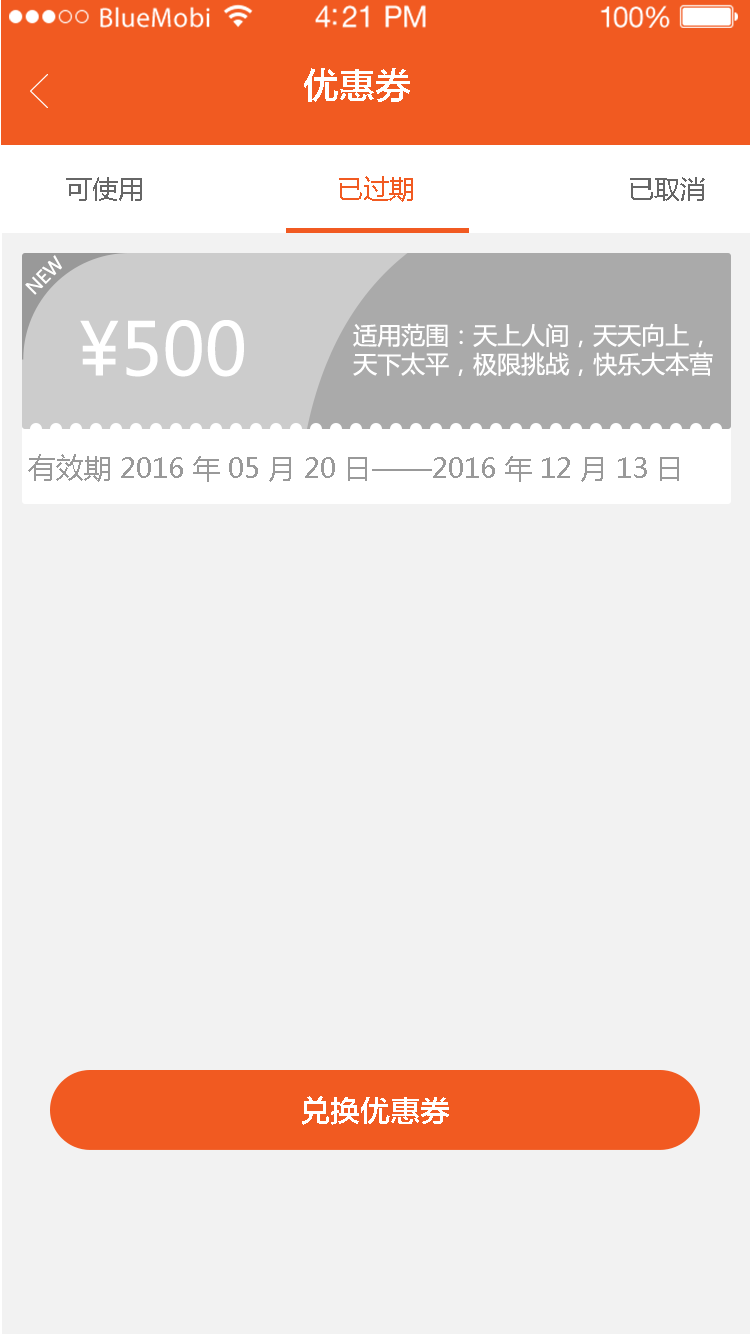 BlueMobi 4:21 PM 100%
优惠券
可使用 已过期 已取消
NEW
¥500
适用范围：天上人间，天天向上，
天下太平，极限挑战，快乐大本营
有效期 2016 年 05 月 20 日——2016 年 12 月 13 日
兑换优惠券